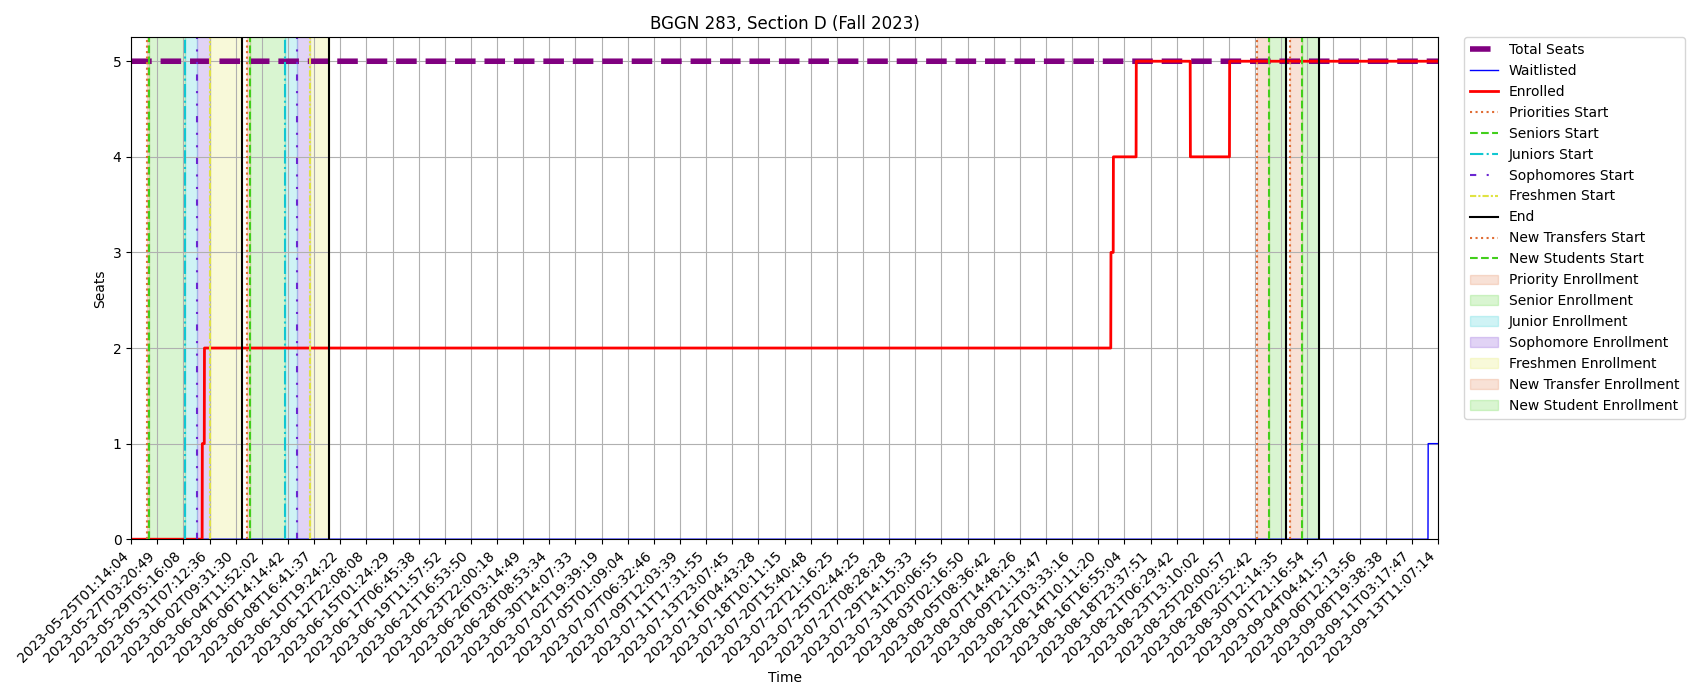 BGGN 283, Section D (Fall 2023)
Seats
5
4
3
2
1
0
2023-05-25T01:14:04
2023-05-27T03:20:49
2023-05-29T05:16:08
2023-05-31T07:12:36
2023-06-02T09:31:30
2023-06-04T11:52:02
2023-06-06T14:14:42
2023-06-08T16:41:37
2023-06-10T19:24:22
2023-06-12T22:08:08
2023-06-15T01:24:29
2023-06-17T06:45:38
2023-06-19T11:57:52
2023-06-21T16:53:50
2023-06-23T22:00:18
2023-06-26T03:14:49
2023-06-28T08:53:34
2023-06-30T14:07:33
2023-07-02T19:39:19
2023-07-05T01:09:04
2023-07-07T06:32:46
2023-07-09T12:03:39
2023-07-11T17:31:55
2023-07-13T23:07:45
2023-07-16T04:43:28
2023-07-18T10:11:15
2023-07-20T15:40:48
2023-07-22T21:16:25
2023-07-25T02:44:25
2023-07-27T08:28:28
2023-07-29T14:15:33
2023-07-31T20:06:55
2023-08-03T02:16:50
2023-08-05T08:36:42
2023-08-07T14:48:26
2023-08-09T21:13:47
2023-08-12T03:33:16
2023-08-14T10:11:20
2023-08-16T16:55:04
2023-08-18T23:37:51
2023-08-21T06:29:42
2023-08-23T13:10:02
2023-08-25T20:00:57
2023-08-28T02:52:42
2023-08-30T12:14:35
2023-09-01T21:16:54
2023-09-04T04:41:57
2023-09-06T12:13:56
2023-09-08T19:38:38
2023-09-11T03:17:47
2023-09-13T11:07:14
Time
Total Seats
Waitlisted
Enrolled
Priorities Start
Seniors Start
Juniors Start
Sophomores Start
Freshmen Start
End
New Transfers Start
New Students Start
Priority Enrollment
Senior Enrollment
Junior Enrollment
Sophomore Enrollment
Freshmen Enrollment
New Transfer Enrollment
New Student Enrollment